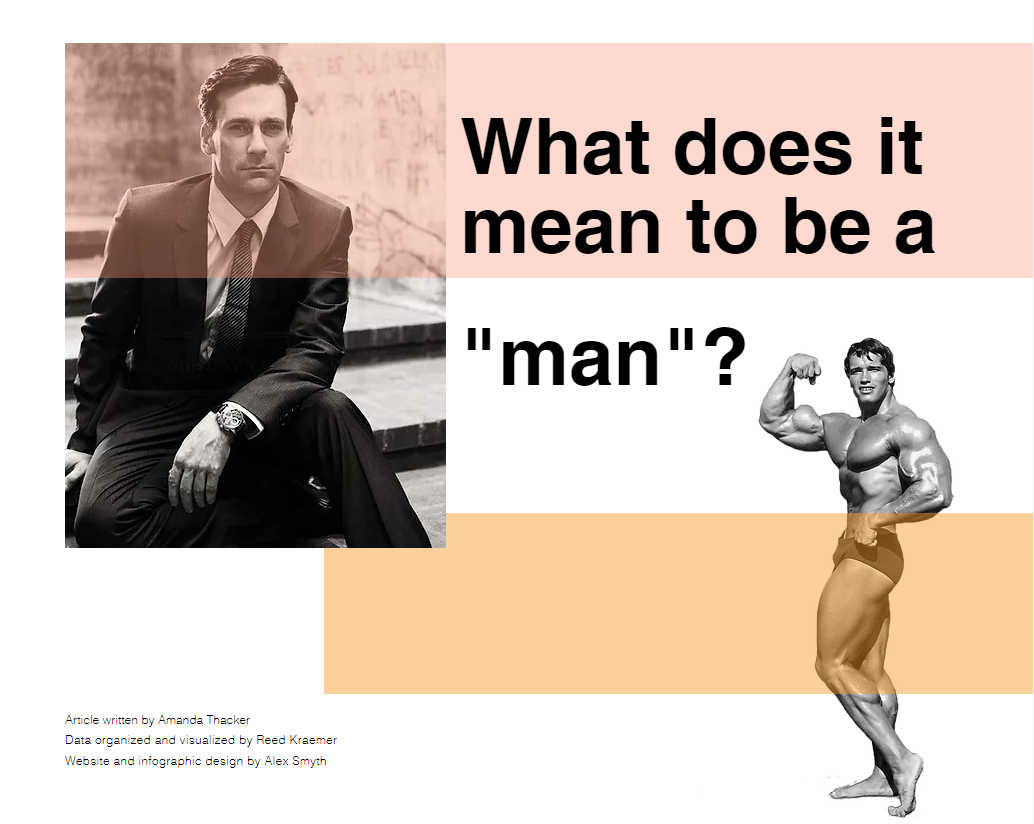 What does it
mean to be a
"man"?
Article written by Amanda Thacker
Data organized and visualized by Reed Kraemer
Website and infographic design by Alex Smyth